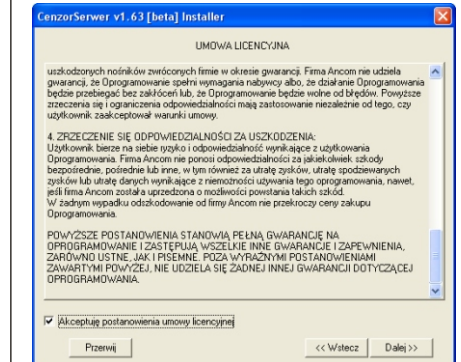 CenzorSerwer v1.63 [beta] Installer
UMOWA LICENCYJNA
uszkodzonych nośników zwróconych firmie w okresie gwarancji. Firma Ancom nie udziela
gwarancji, że Oprogramowanie spełni wymagania nabywcy albo, że działanie Oprogramowania
będzie przebiegać bez zakłóceń lub, że Oprogramowanie będzie wolne od błędów. Powyższe
zrzeczenia się i ograniczenia odpowiedzialności mają zastosowanie niezależnie od tego, czy
użytkownik zaakceptował warunki umowy.
4. ZRZECZENIE SIĘ ODPOWIEDZIALNOŚCI ZA USZKODZENIA:
Użytkownik bierze na siebie ryzyko i odpowiedzialność wynikające z użytkowania
Oprogramowania. Firma Ancom nie ponosi odpowiedzialności za jakiekolwiek szkody
bezpośrednie, pośrednie lub inne, w tym również za utratę zysków, utratę spodziewanych
zysków lub utratę danych wynikające z niemożności używania tego oprogramowania, nawet,
jeśli firma Ancom została uprzedzona o możliwości powstania takich szkód.
W żadnym wypadku odszkodowanie od firmy Ancom nie przekroczy ceny zakupu
Oprogramowania.
POWYŻSZE POSTANOWIENIA STANOWIĄ PEŁNĄ GWARANCJĘ NA
OPROGRAMOWANIE I ZASTĘPUJĄ WSZELKIE INNE GWARANCJE I ZAPEWNIENIA,
ZARÓWNO USTNE, JAK I PISEMNE. POZA WYRAŹNYMI POSTANOWIENIAMI
ZAWARTYMI POWYŻEJ, NIE UDZIELA SIĘ ŻADNEJ INNEJ GWARANCJI DOTYCZĄCEJ
OPROGRAMOWANIA.
Akceptuję postanowienia umowy licencyjnej
Przerwij
<< Wstecz
Dalej >>